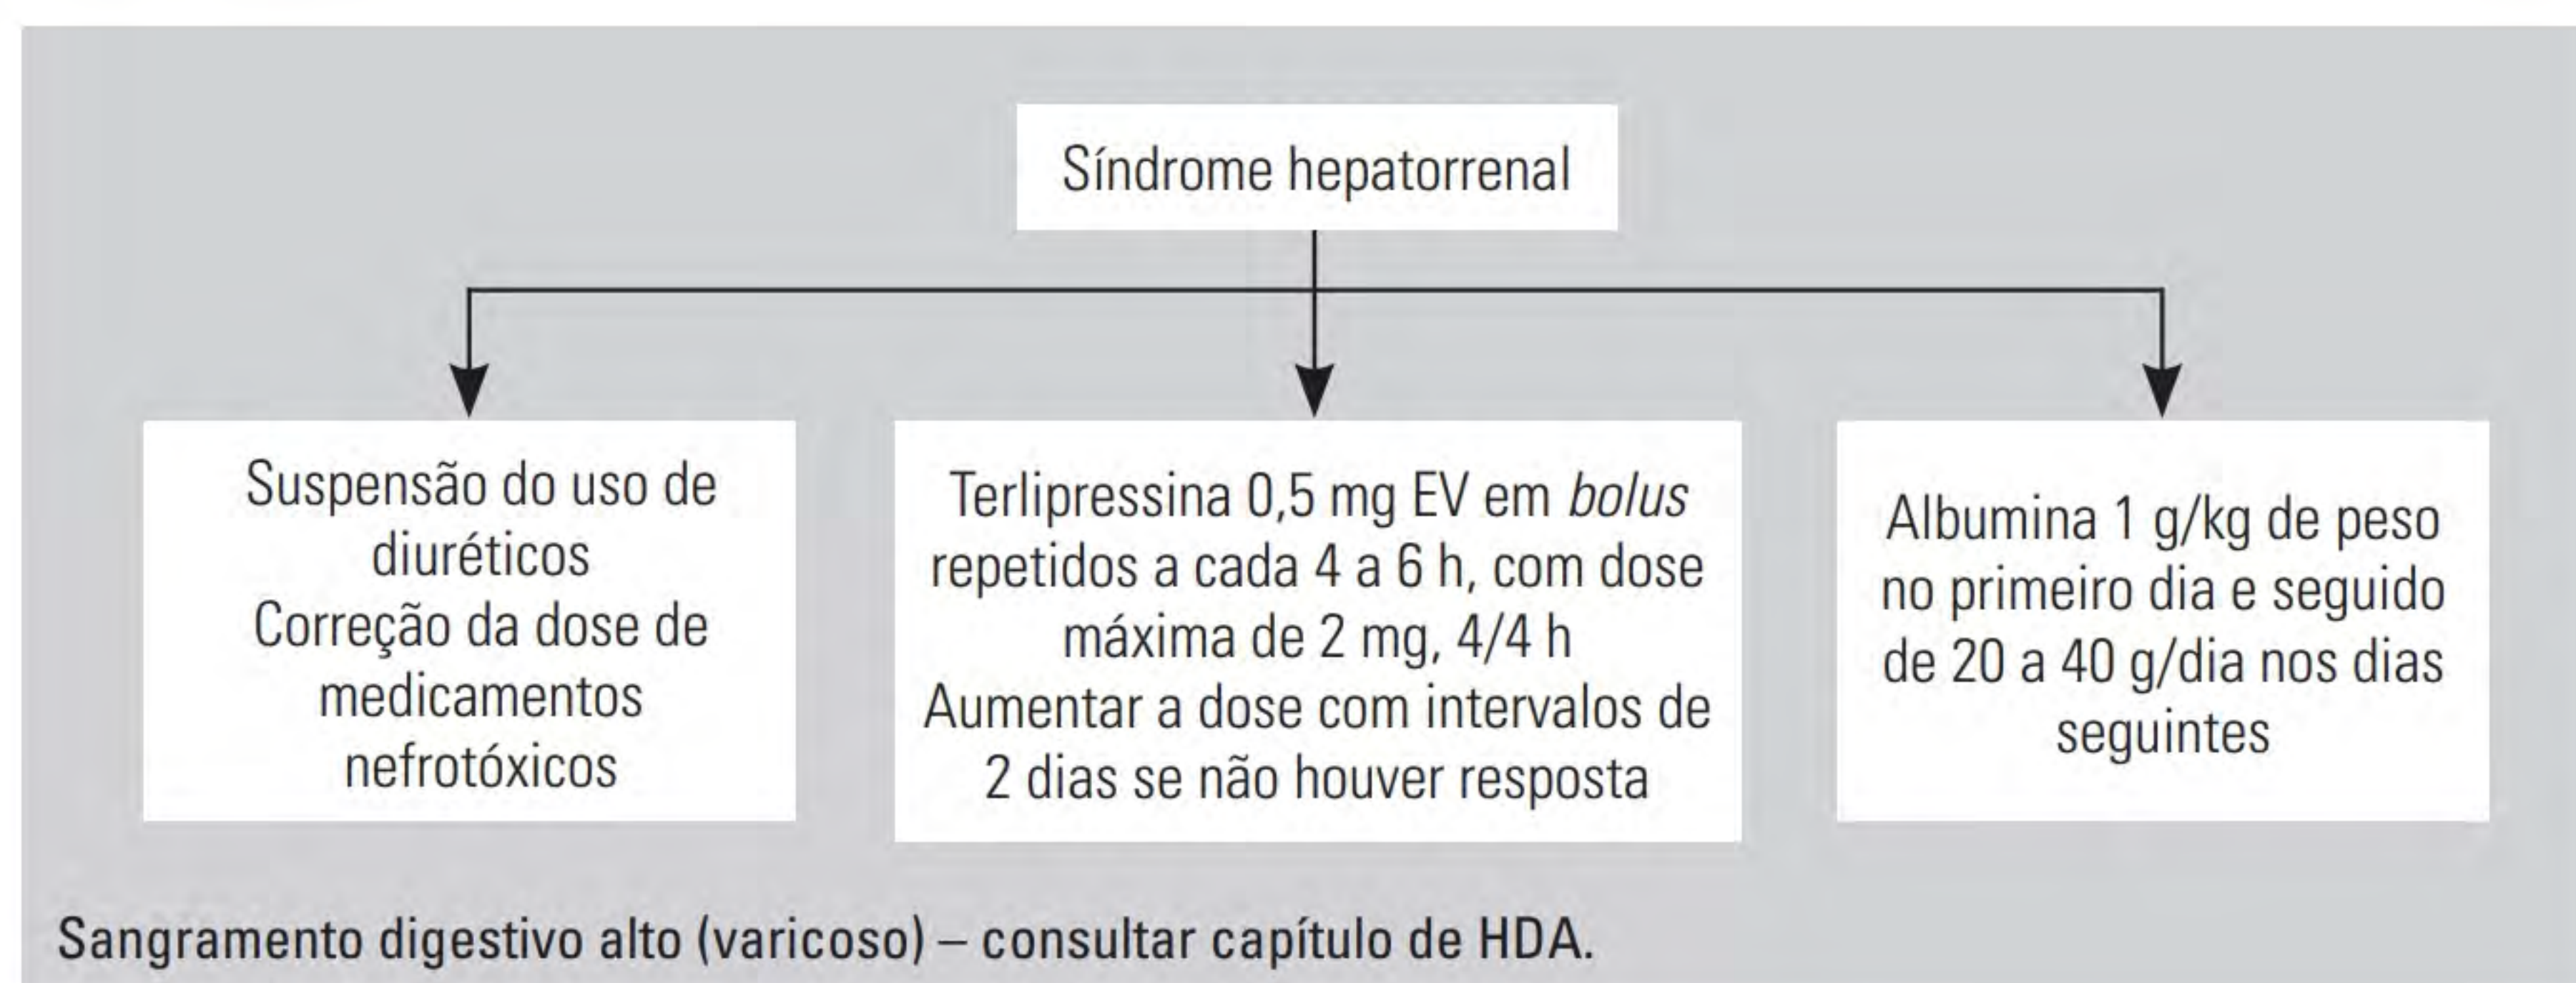 Síndrome hepatorrenal
Suspensão do uso de
diuréticos
Correção da dose de
medicamentos
nefrotóxicos
Terlipressina 0,5 mg EV em bolus
repetidos a cada 4 a 6 h, com dose
máxima de 2 mg, 4/4 h
Aumentar a dose com intervalos de
2 dias se não houver resposta
Albumina 1 g/kg de peso
no primeiro dia e seguido
de 20 a 40 g/dia nos dias
seguintes
Sangramento digestivo alto (varicoso) – consultar capítulo de HDA.